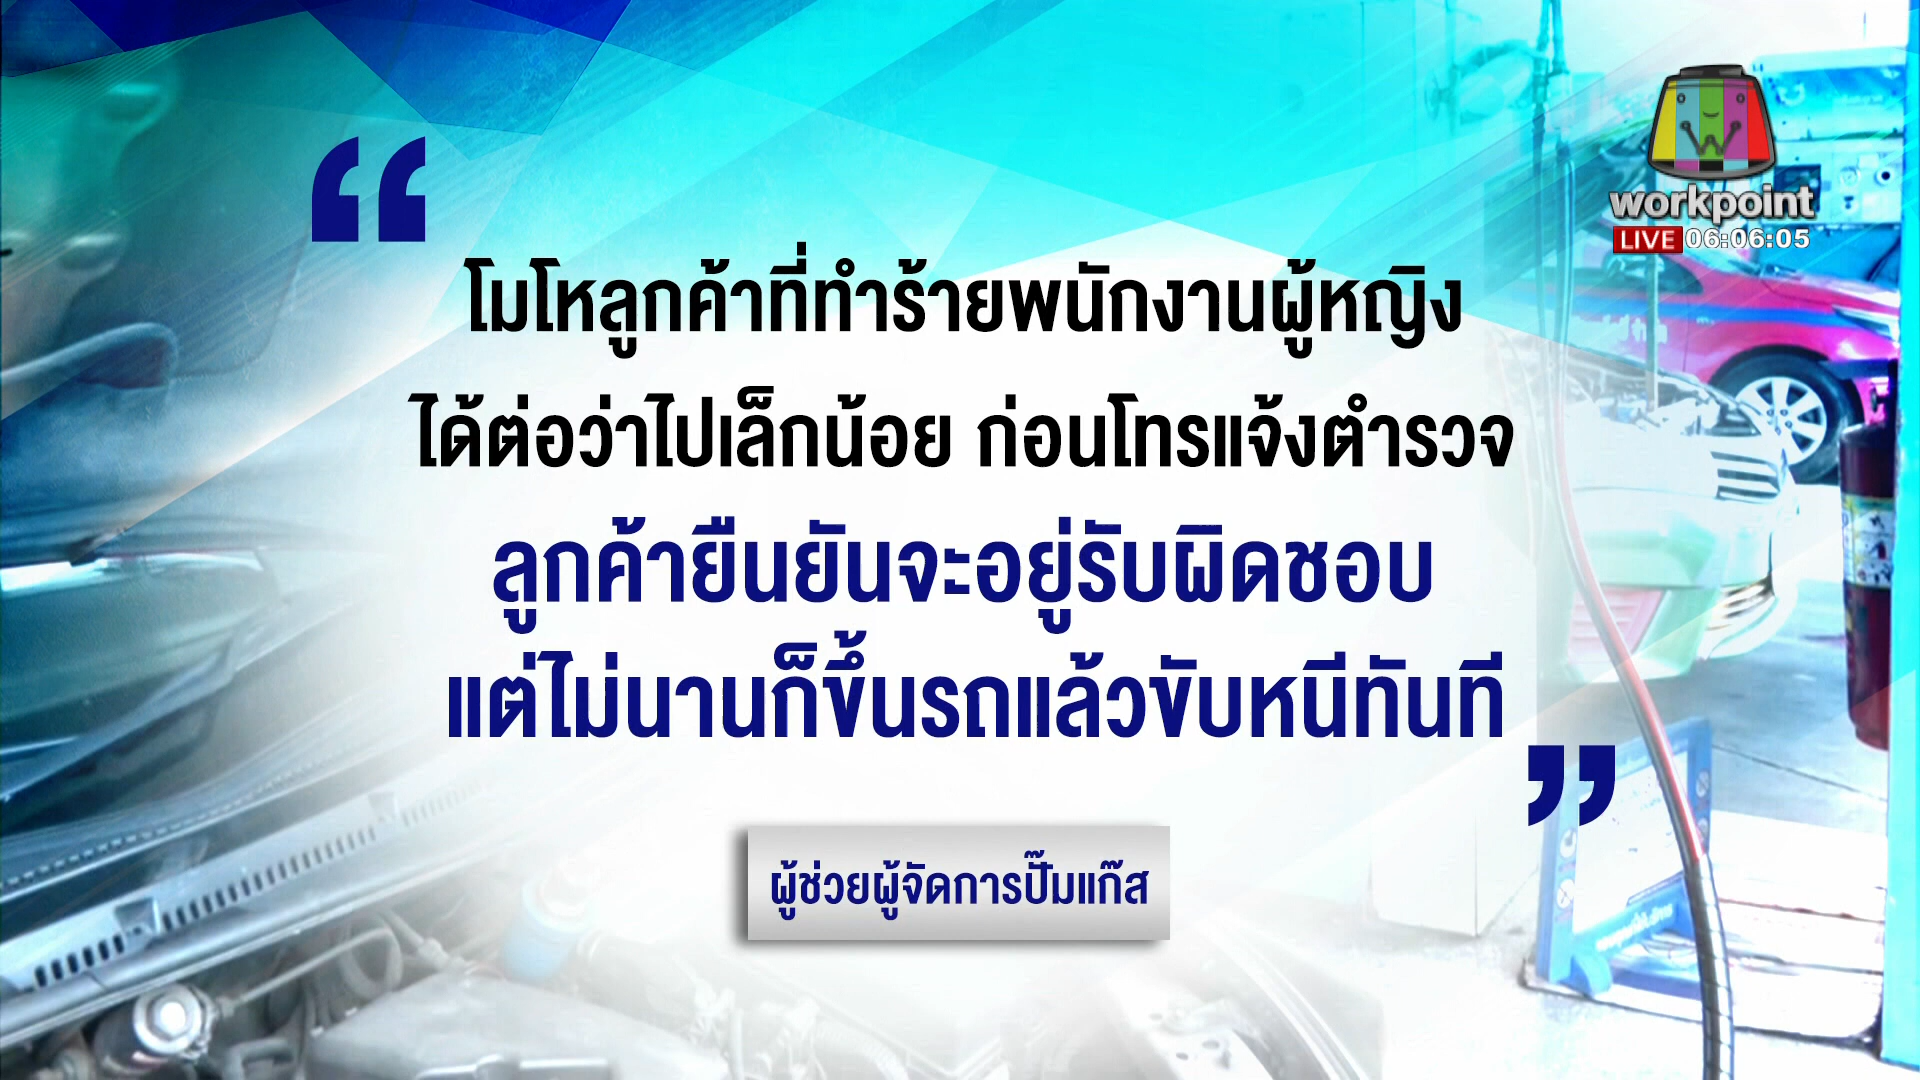 workpoint
LIVE 06:06:05
“
โมโหลูกค้าที่ทำร้ายพนักงานผู้หญิง
ได้ต่อว่าไปเล็กน้อย ก่อนโทรแจ้งตำรวจ
ลูกค้ายืนยันจะอยู่รับผิดชอบ
แต่ไม่นานก็ขึ้นรถแล้วขับหนีทันที
”
ผู้ช่วยผู้จัดการปั๊มแก๊ส